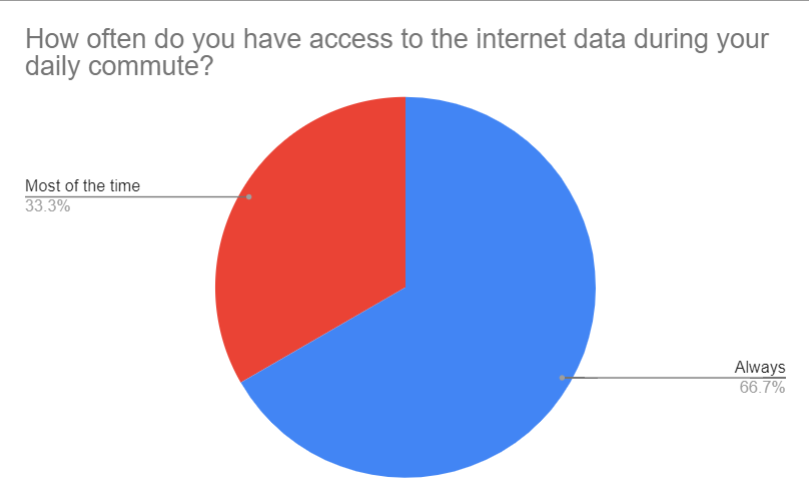 How often do you have access to the internet data during your
daily commute?
Most of the time
33.3%
Always
66.7%